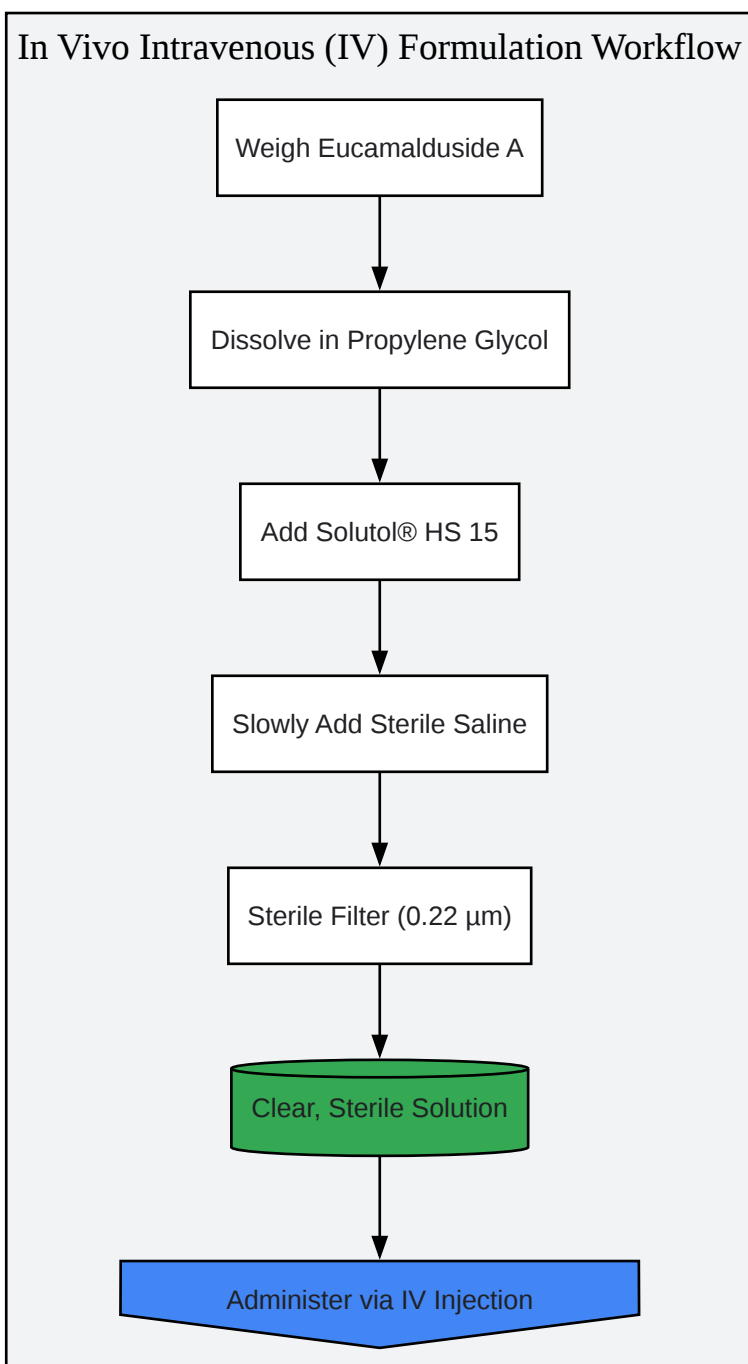 In Vivo Intravenous (IV) Formulation Workflow
Weigh Eucamalduside A
Dissolve in Propylene Glycol
Add Solutol® HS 15
Slowly Add Sterile Saline
Sterile Filter (0.22 µm)
Clear, Sterile Solution
Administer via IV Injection